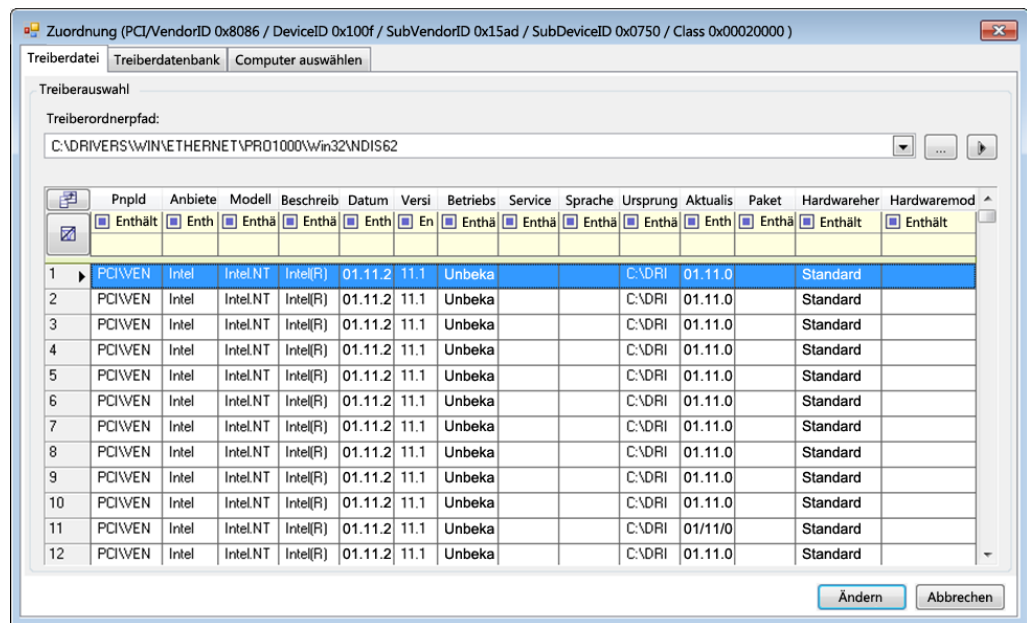 Zuordnung (PCI/VendorID 0x8086 / DeviceID 0x100f / SubVendorID 0x15ad / SubDeviceID 0x0750 / Class 0x00020000 )
Treiberdatei Treiberdatenbank Computer auswählen
Treiberauswahl
Treiberordnerpfad:
C:\DRIVERS\WIN\ETHERNET\PRO1000\Win32\NDIS62
...
PnpId Anbiete Modell Beschreib Datum Versi Betriebs Service Sprache Ursprung Aktualis Paket Hardwareher Hardwaremod
Enthält Enth Enthä Enthä Enth En Enthä Enthä Enthä Enthä Enth Enthä Enthält Enthält
1 PCI\VEN Intel Intel.NT Intel(R) 01.11.2 11.1 Unbeka C:\DRI 01.11.0 Standard
2 PCI\VEN Intel Intel.NT Intel(R) 01.11.2 11.1 Unbeka C:\DRI 01.11.0 Standard
3 PCI\VEN Intel Intel.NT Intel(R) 01.11.2 11.1 Unbeka C:\DRI 01.11.0 Standard
4 PCI\VEN Intel Intel.NT Intel(R) 01.11.2 11.1 Unbeka C:\DRI 01.11.0 Standard
5 PCI\VEN Intel Intel.NT Intel(R) 01.11.2 11.1 Unbeka C:\DRI 01.11.0 Standard
6 PCI\VEN Intel Intel.NT Intel(R) 01.11.2 11.1 Unbeka C:\DRI 01.11.0 Standard
7 PCI\VEN Intel Intel.NT Intel(R) 01.11.2 11.1 Unbeka C:\DRI 01.11.0 Standard
8 PCI\VEN Intel Intel.NT Intel(R) 01.11.2 11.1 Unbeka C:\DRI 01.11.0 Standard
9 PCI\VEN Intel Intel.NT Intel(R) 01.11.2 11.1 Unbeka C:\DRI 01.11.0 Standard
10 PCI\VEN Intel Intel.NT Intel(R) 01.11.2 11.1 Unbeka C:\DRI 01.11.0 Standard
11 PCI\VEN Intel Intel.NT Intel(R) 01.11.2 11.1 Unbeka C:\DRI 01/11/0 Standard
12 PCI\VEN Intel Intel.NT Intel(R) 01.11.2 11.1 Unbeka C:\DRI 01.11.0 Standard
Ändern Abbrechen